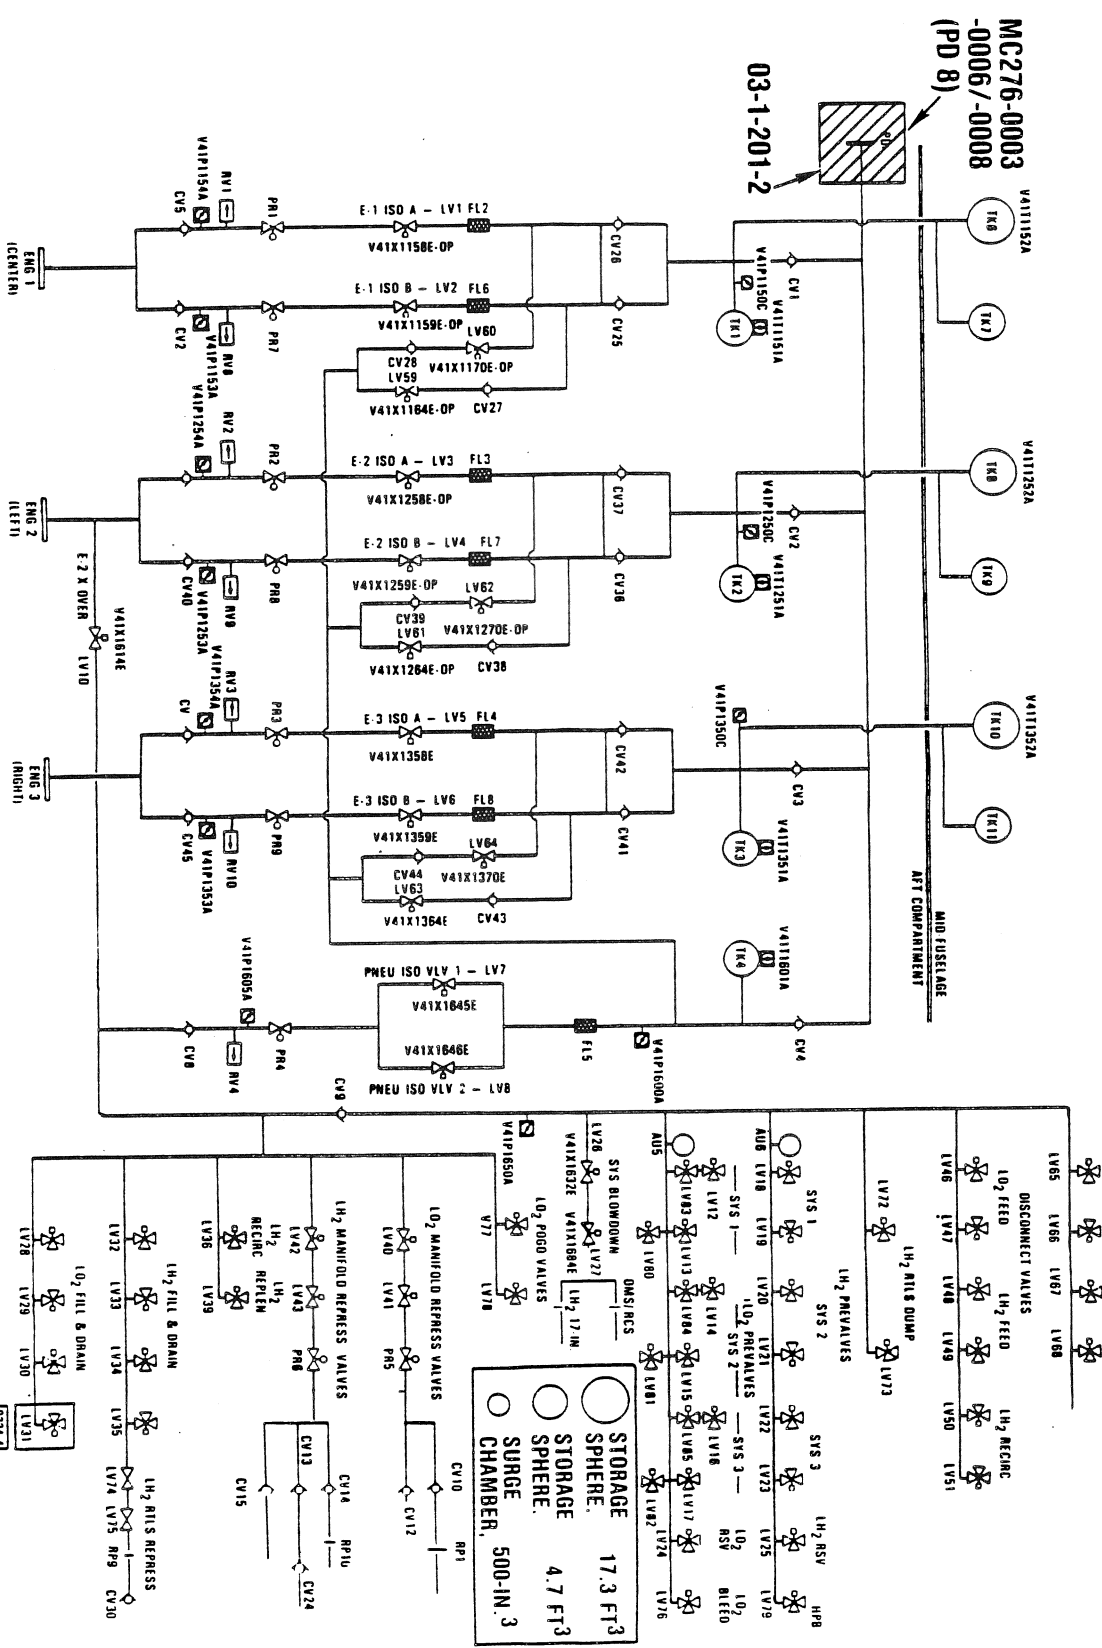 MC276-0003
-0006/-0008
(PD 8)
03-1-201-2
PD
MID-FUSELAGE
AFT COMPARTMENT
V41T1152A
TK6
TK7
V41P1150C
V41T1151A
TK1
CV1
CV26
CV25
E-1 ISO A – LV1 FL2
V41X1158E-OP
E-1 ISO B – LV2 FL6
V41X1159E-OP
LV60
CV28
V41X1170E-OP
LV59
V41X1164E-OP
CV27
PR1
PR7
RV1
V41P1154A
CV5
RV8
V41P1153A
CV2
ENG 1
(CENTER)
V41T1252A
TK8
TK9
V41P1250C
V41T1251A
TK2
CV2
CV37
CV36
E-2 ISO A – LV3 FL3
V41X1258E-OP
E-2 ISO B – LV4 FL7
V41X1259E-OP
LV62
CV39
V41X1270E-OP
LV61
V41X1264E-OP
CV38
PR2
PR8
RV2
V41P1254A
RV9
V41P1253A
CV40
ENG 2
(LEFT)
E-2 X OVER
V41X1614E
LV10
V41T1352A
TK10
TK11
V41P1350C
V41T1351A
TK3
CV3
CV42
CV41
E-3 ISO A – LV5 FL4
V41X1358E
E-3 ISO B – LV6 FL8
V41X1359E
LV64
CV44
V41X1370E
LV63
V41X1364E
CV43
PR3
PR9
RV3
V41P1354A
CV
RV10
V41P1353A
CV45
ENG 3
(RIGHT)
V41T1601A
TK4
CV4
V41P1600A
FL5
PNEU ISO VLV 1 – LV7
V41X1645E
V41X1646E
PNEU ISO VLV 2 – LV8
PR4
V41P1605A
RV4
CV8
CV9
V41P1650A
LV65
LV66
LV67
LV68
DISCONNECT VALVES
LO2 FEED
LH2 FEED
LH2 RECIRC
LV46
LV47
LV48
LV49
LV50
LV51
LH2 RTLS DUMP
LV72
LV73
LH2 PREVALVES
SYS 1
SYS 2
SYS 3
LH2 RSV
HPB
AU6
LV18
LV19
LV20
LV21
LV22
LV23
LV25
LV79
LO2 PREVALVES
SYS 1
SYS 2
SYS 3
LO2 RSV
LO2 BLEED
AU5
LV12
LV83
LV13
LV80
LV14
LV84
LV15
LV81
LV16
LV85
LV17
LV82
LV24
LV76
LV26
V41X1632E
SYS BLOWDOWN
V41X1684E
LV27
OMS/RCS
LH2 17-IN.
LO2 POGO VALVES
V77
LV78
LO2 MANIFOLD REPRESS VALVES
LV40
LV41
PR5
CV10
RP1
CV12
LH2 MANIFOLD REPRESS VALVES
LV42
LV43
PR6
CV13
CV14
RP10
CV15
CV24
LH2 RECIRC
LH2 REPLEN
LV36
LV39
LH2 FILL & DRAIN
LV32
LV33
LV34
LV35
LH2 RTLS REPRESS
LV74
LV75
RP9
CV30
LO2 FILL & DRAIN
LV28
LV29
LV30
LV31
STORAGE SPHERE, 17.3 FT3
STORAGE SPHERE, 4.7 FT3
SURGE CHAMBER, 500-IN.3